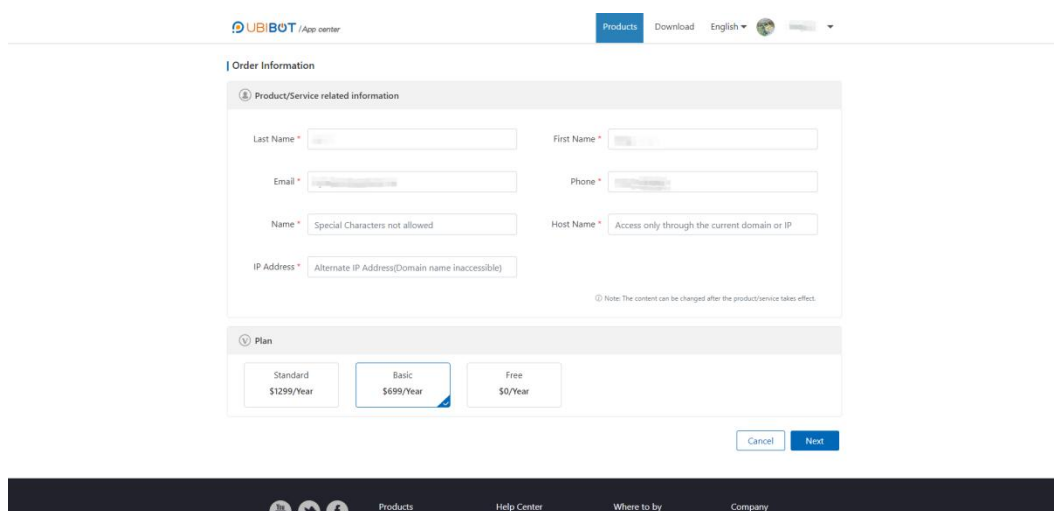 UBIBOT /App center
Products Download English
Order Information
Product/Service related information
Last Name * First Name *
Email * Phone *
Name * Special Characters not allowed Host Name * Access only through the current domain or IP
IP Address * Alternate IP Address(Domain name inaccessible)
Note: The content can be changed after the product/service takes effect.
Plan
Standard Basic Free
$1299/Year $699/Year $0/Year
Cancel Next
Products Help Center Where to by Company